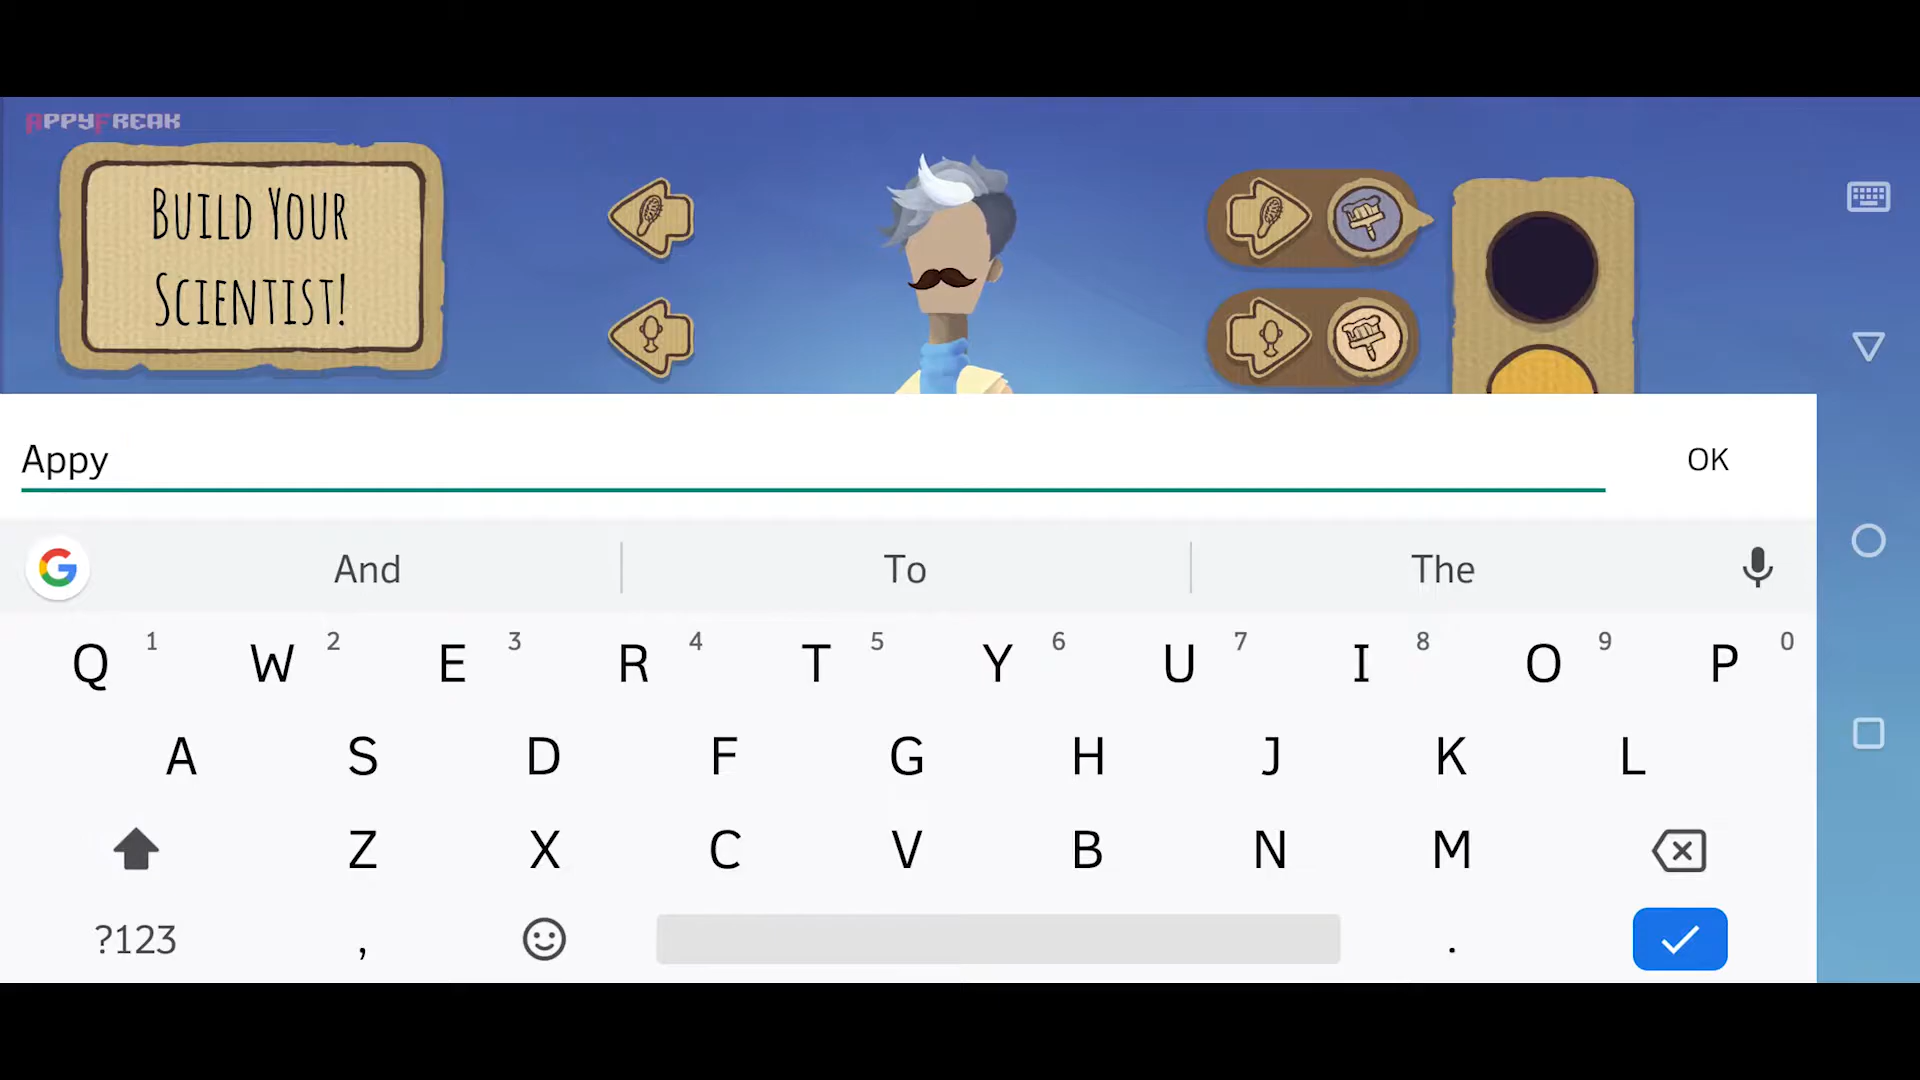 APPYFREAK
BUILD YOUR
SCIENTIST!
Appy
OK
And To The
Q 1 W 2 E 3 R 4 T 5 Y 6 U 7 I 8 O 9 P 0
A S D F G H J K L
Z X C V B N M
?123 , .